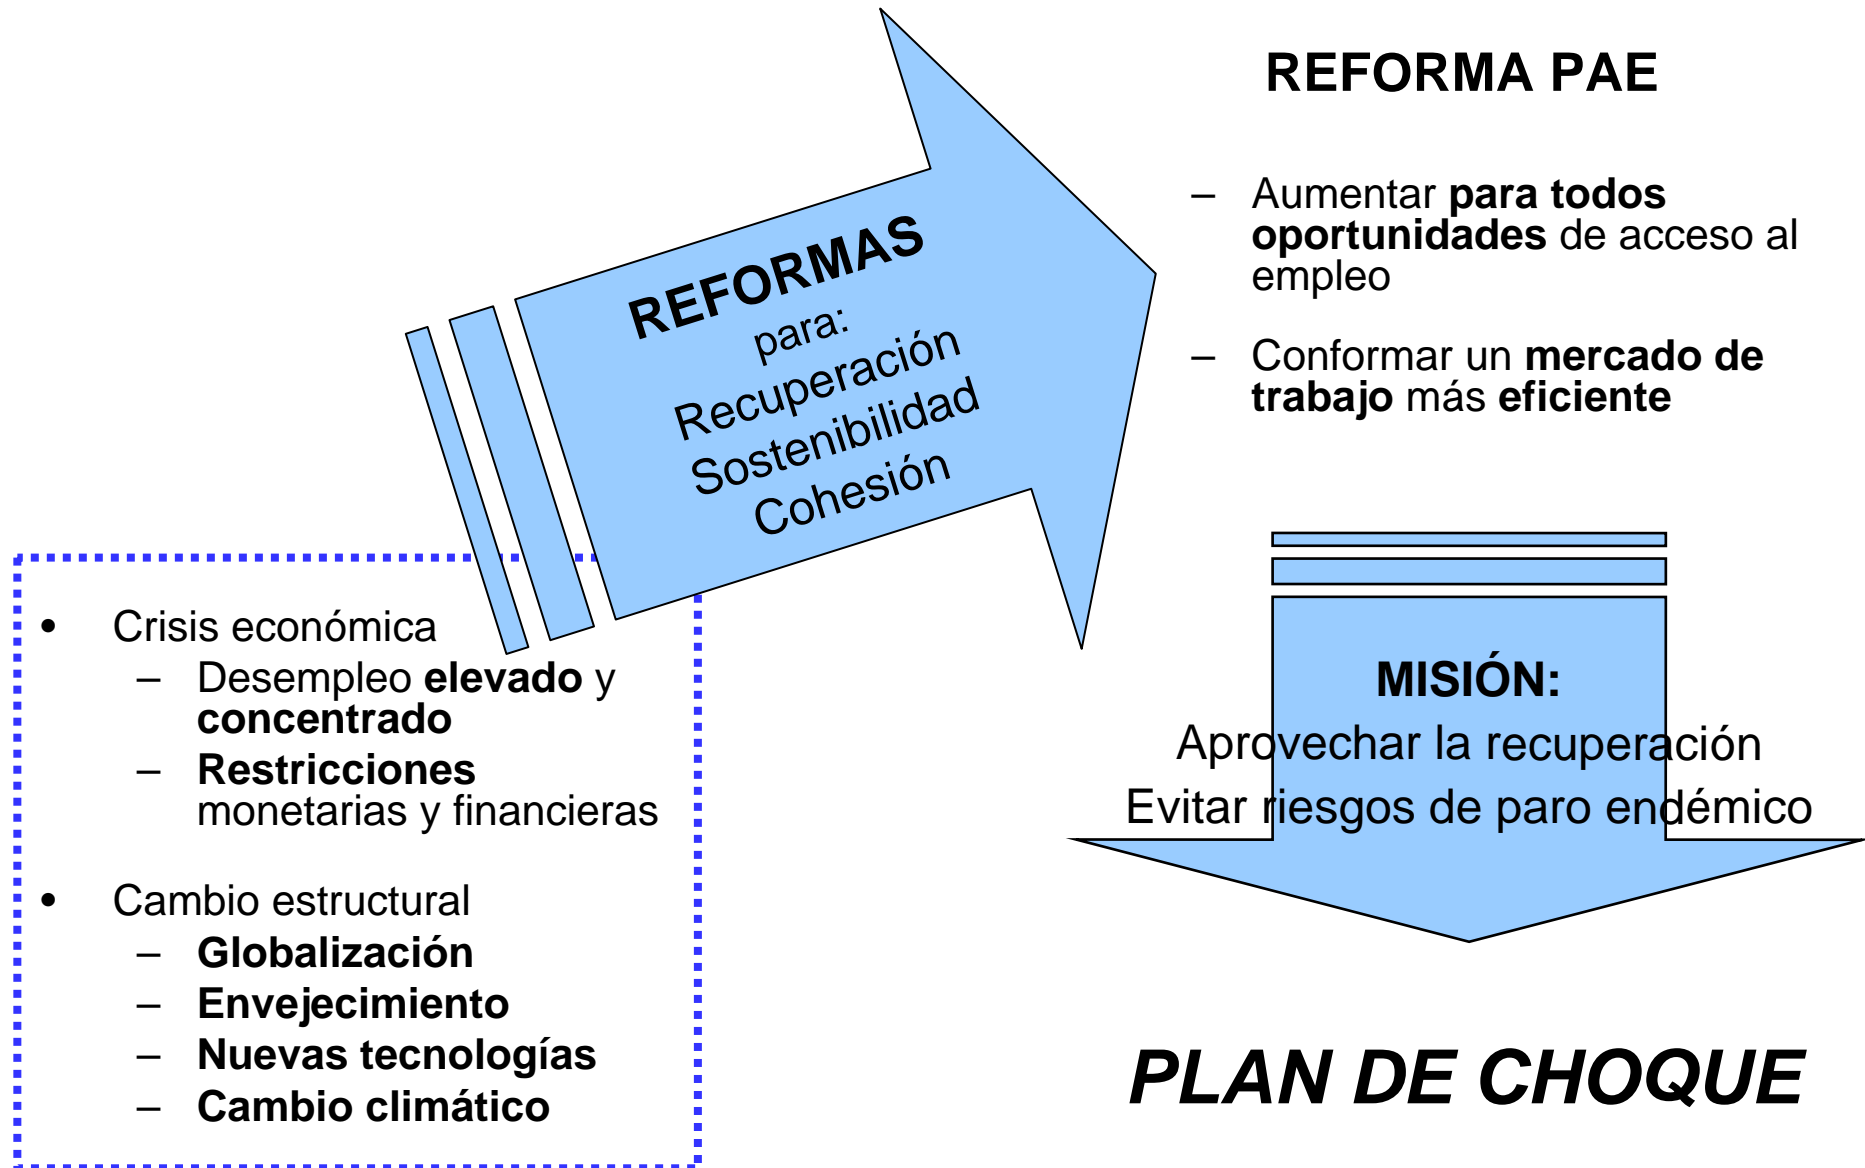 • Crisis económica
– Desempleo elevado y
concentrado
– Restricciones
monetarias y financieras
• Cambio estructural
– Globalización
– Envejecimiento
– Nuevas tecnologías
– Cambio climático
REFORMAS
para:
Recuperación
Sostenibilidad
Cohesión
REFORMA PAE
– Aumentar para todos
oportunidades de acceso al
empleo
– Conformar un mercado de
trabajo más eficiente
MISIÓN:
Aprovechar la recuperación
Evitar riesgos de paro endémico
PLAN DE CHOQUE